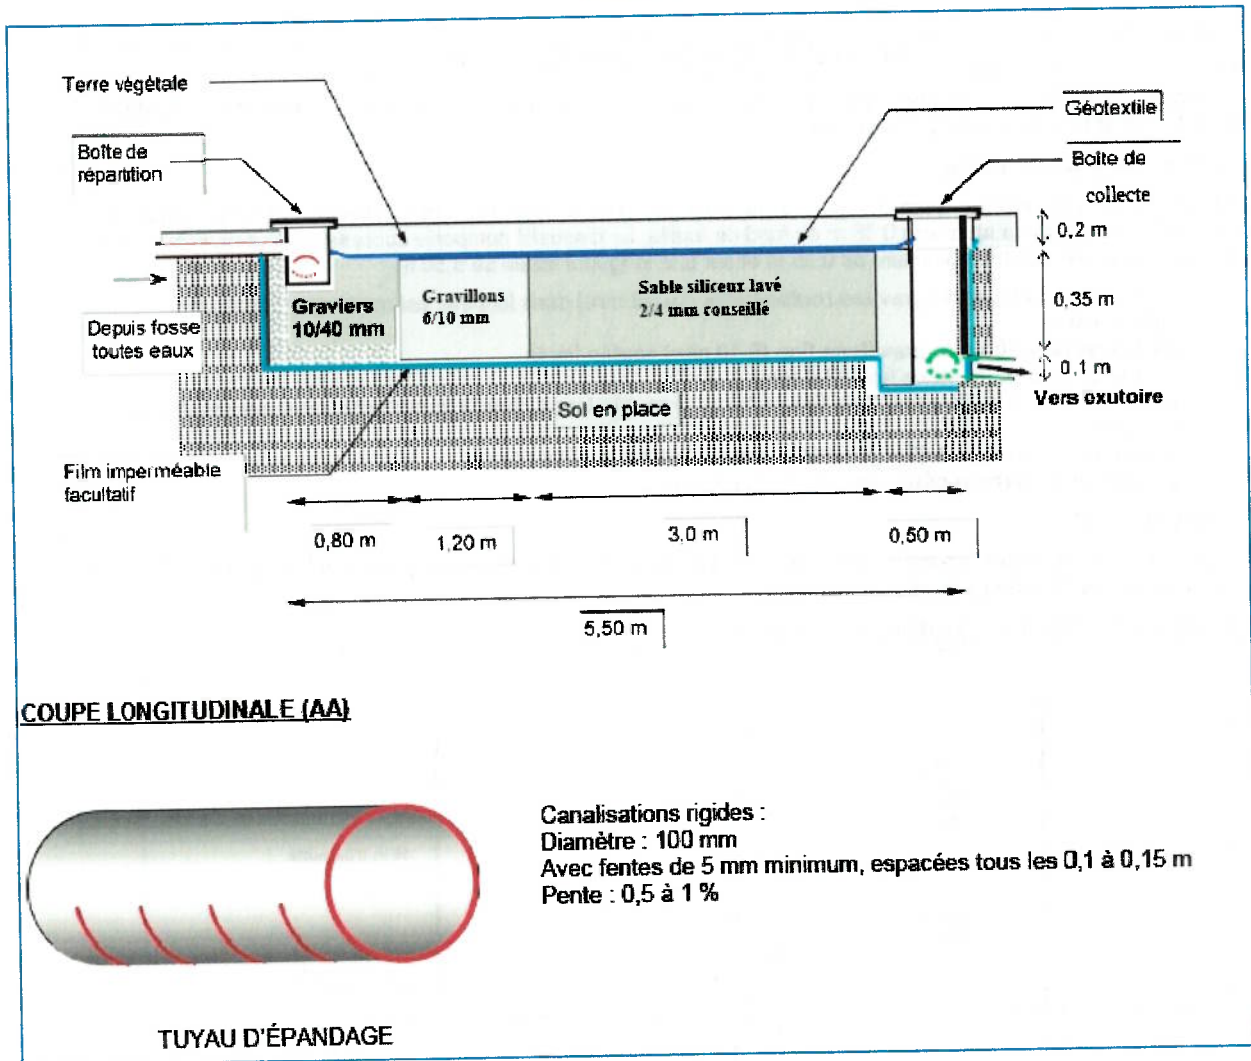 Terre végétale
Géotextile
Boîte de
répartition
Boîte de
collecte
0,2 m
Graviers
10/40 mm
Gravillons
6/10 mm
Sable siliceux lavé
2/4 mm conseillé
0,35 m
Depuis fosse
toutes eaux
0,1 m
Vers exutoire
Sol en place
Film imperméable
facultatif
0,80 m
1,20 m
3,0 m
0,50 m
5,50 m
COUPE LONGITUDINALE (AA)
Canalisations rigides :
Diamètre : 100 mm
Avec fentes de 5 mm minimum, espacées tous les 0,1 à 0,15 m
Pente : 0,5 à 1 %
TUYAU D'ÉPANDAGE